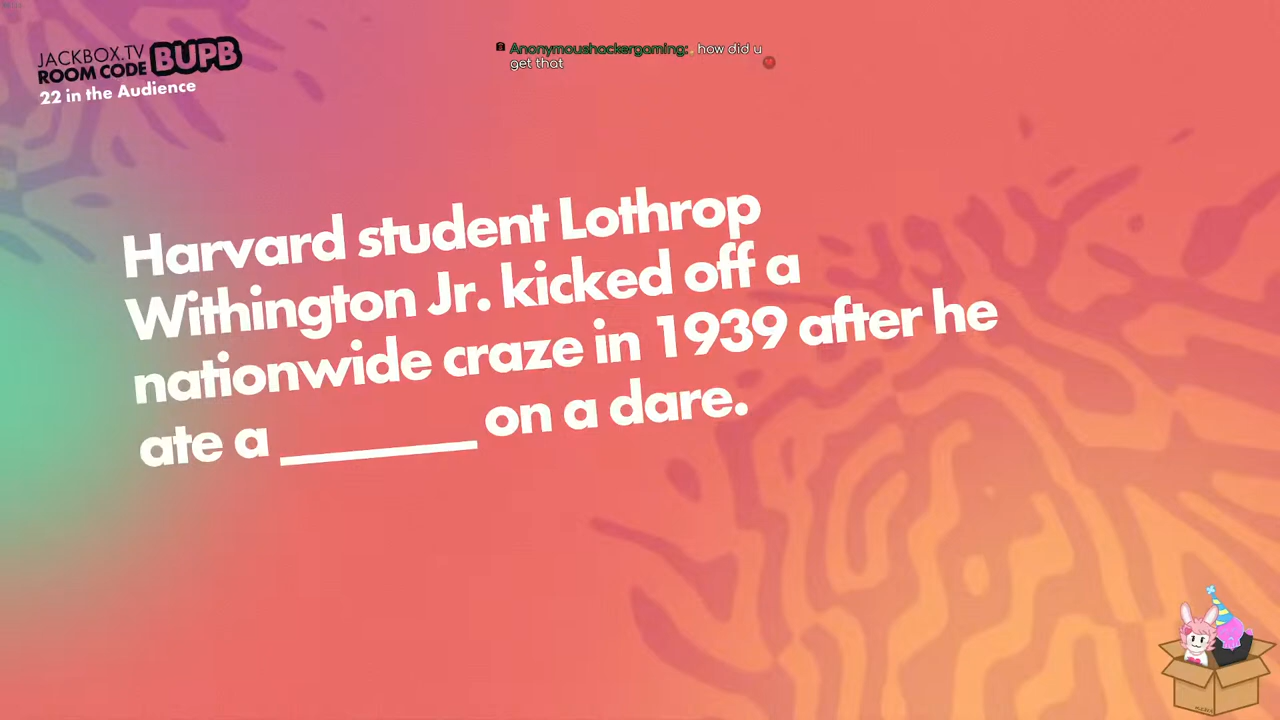 JACKBOX.TV
ROOM CODE BUPB
22 in the Audience
Anonymoushackergaming: how did u
get that
Harvard student Lothrop
Withington Jr. kicked off a
nationwide craze in 1939 after he
ate a ________ on a dare.